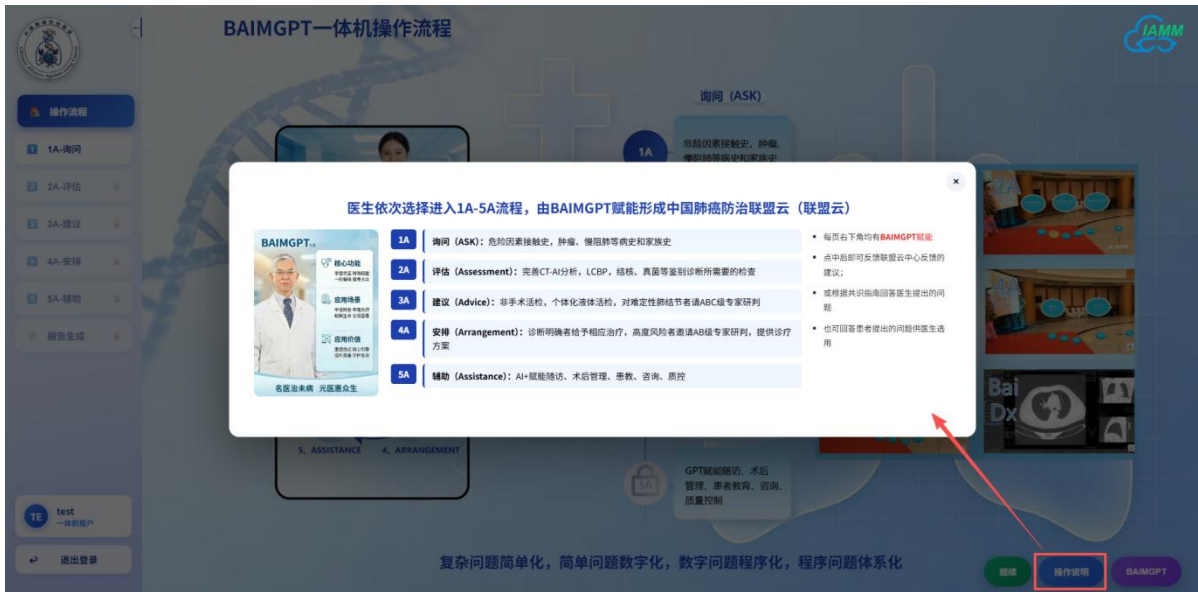 BAIMGPT一体机操作流程
IAMM
操作流程
1A-询问
2A-评估
3A-建议
4A-安排
5A-辅助
报告生成
TE
test
一体机租户
退出登录
询问（ASK）
1A
危险因素接触史，肿瘤、
慢阻肺等病史和家族史
×
医生依次选择进入1A-5A流程，由BAIMGPT赋能形成中国肺癌防治联盟云（联盟云）
BAIMGPT
核心功能
应用场景
应用价值
名医治未病 元医惠众生
1A
询问（ASK）：危险因素接触史，肿瘤、慢阻肺等病史和家族史
2A
评估（Assessment）：完善CT-AI分析，LCBP，结核、真菌等鉴别诊断所需要的检查
3A
建议（Advice）：非手术活检，个体化液体活检，对难定性肺结节者请ABC级专家研判
4A
安排（Arrangement）：诊断明确者给予相应治疗，高度风险者邀请AB级专家研判，提供诊疗
方案
5A
辅助（Assistance）：AI+赋能随访、术后管理、患教、咨询、质控
• 每页右下角均有BAIMGPT赋能
• 点中后即可反馈联盟云中心反馈的
建议；
• 或根据共识指南回答医生提出的问
题
• 也可回答患者提出的问题供医生选
用
2A
4A
Bai
Dx
5、ASSISTANCE 4、ARRANGEMENT
5A
GPT赋能随访、术后
管理、患者教育、咨询、
质量控制
复杂问题简单化，简单问题数字化，数字问题程序化，程序问题体系化
继续
操作说明
BAIMGPT